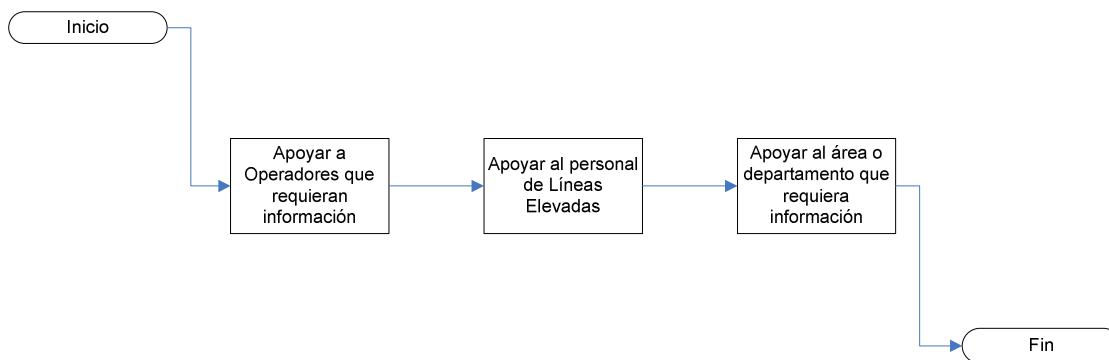 Inicio
Apoyar a
Operadores que
requieran
información
Apoyar al personal
de Líneas
Elevadas
Apoyar al área o
departamento que
requiera
información
Fin